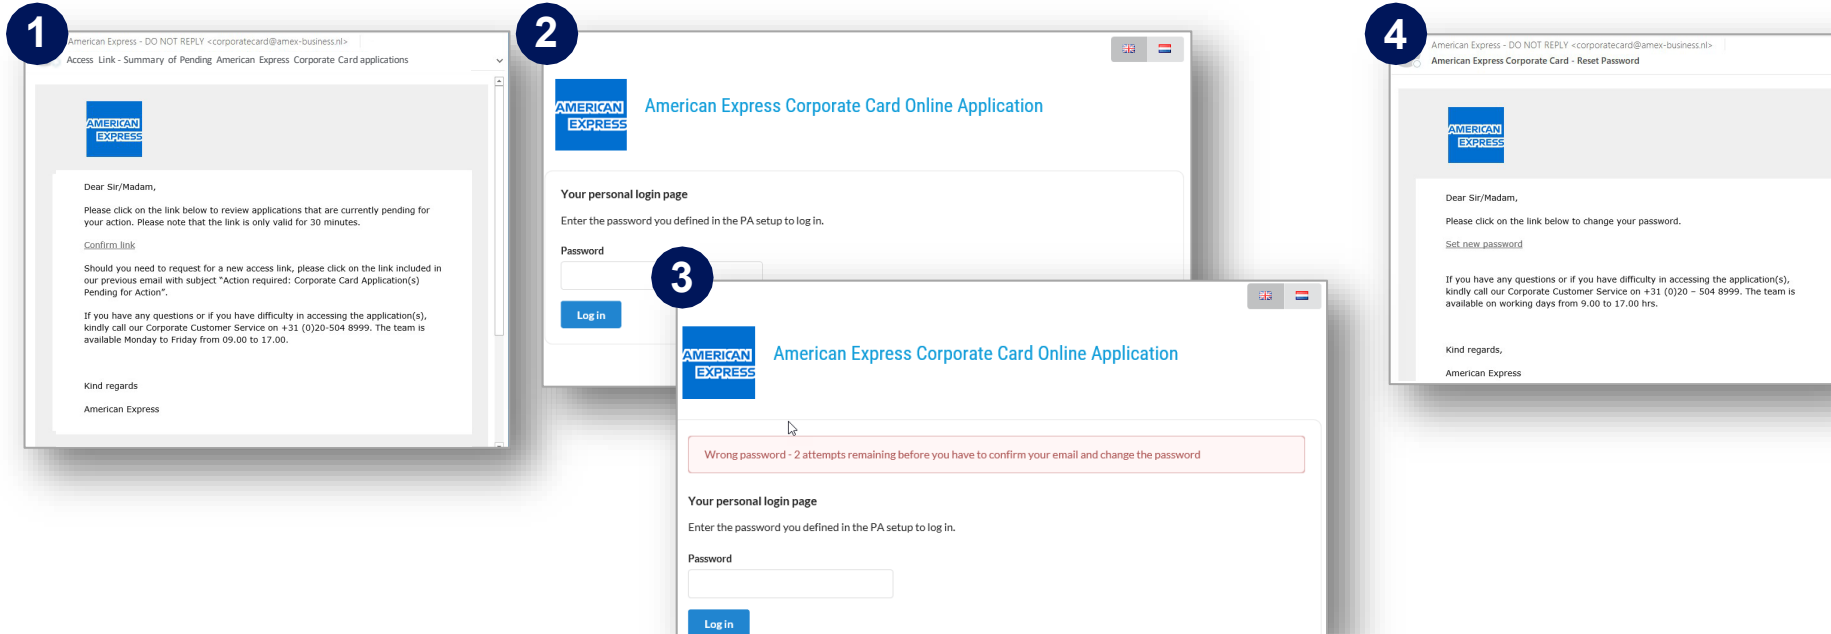 1
American Express - DO NOT REPLY <corporatecard@amex-business.nl>
Access Link - Summary of Pending American Express Corporate Card applications
AMERICAN
EXPRESS
Dear Sir/Madam,
Please click on the link below to review applications that are currently pending for
your action. Please note that the link is only valid for 30 minutes.
Confirm link
Should you need to request for a new access link, please click on the link included in
our previous email with subject “Action required: Corporate Card Application(s)
Pending for Action”.
If you have any questions or if you have difficulty in accessing the application(s),
kindly call our Corporate Customer Service on +31 (0)20-504 8999. The team is
available Monday to Friday from 09.00 to 17.00.
Kind regards
American Express
2
AMERICAN
EXPRESS
American Express Corporate Card Online Application
Your personal login page
Enter the password you defined in the PA setup to log in.
Password
Log in
3
AMERICAN
EXPRESS
American Express Corporate Card Online Application
Wrong password - 2 attempts remaining before you have to confirm your email and change the password
Your personal login page
Enter the password you defined in the PA setup to log in.
Password
Log in
4
American Express - DO NOT REPLY <corporatecard@amex-business.nl>
American Express Corporate Card - Reset Password
AMERICAN
EXPRESS
Dear Sir/Madam,
Please click on the link below to change your password.
Set new password
If you have any questions or if you have difficulty in accessing the application(s),
kindly call our Corporate Customer Service on +31 (0)20 – 504 8999. The team is
available on working days from 9.00 to 17.00 hrs.
Kind regards,
American Express